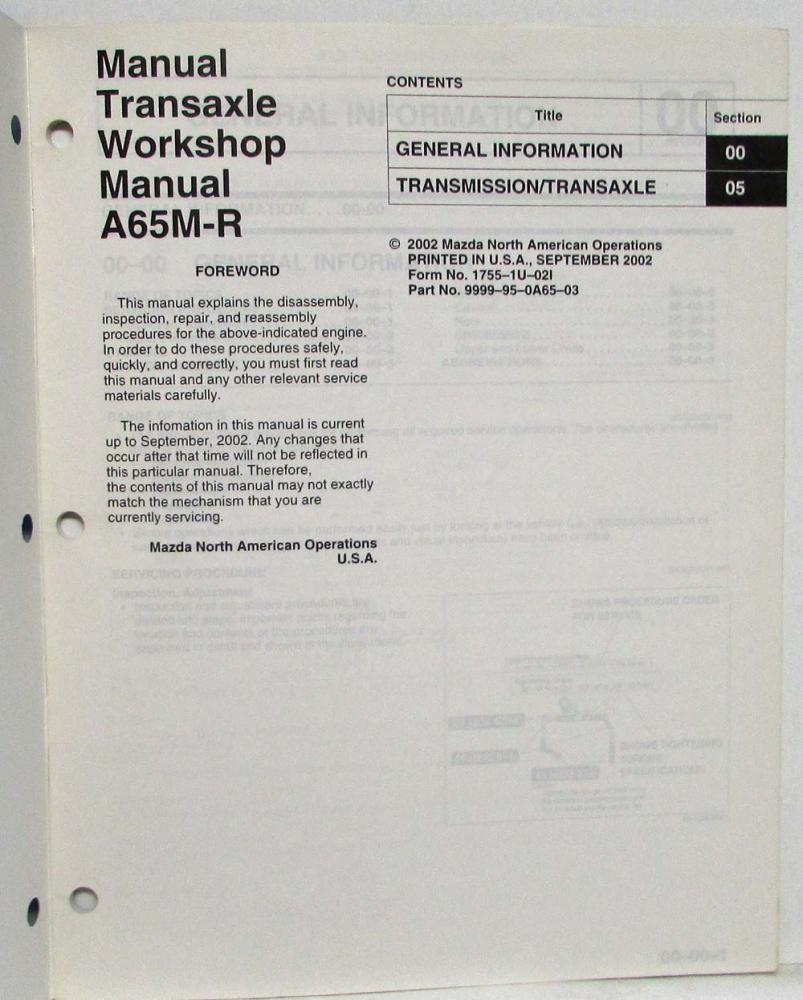 Manual
Transaxle
Workshop
Manual
A65M-R
FOREWORD
This manual explains the disassembly,
inspection, repair, and reassembly
procedures for the above-indicated engine.
In order to do these procedures safely,
quickly, and correctly, you must first read
this manual and any other relevant service
materials carefully.
The infomation in this manual is current
up to September, 2002. Any changes that
occur after that time will not be reflected in
this particular manual. Therefore,
the contents of this manual may not exactly
match the mechanism that you are
currently servicing.
Mazda North American Operations
U.S.A.
CONTENTS
Title Section
GENERAL INFORMATION 00
TRANSMISSION/TRANSAXLE 05
© 2002 Mazda North American Operations
PRINTED IN U.S.A., SEPTEMBER 2002
Form No. 1755–1U–02I
Part No. 9999–95–0A65–03